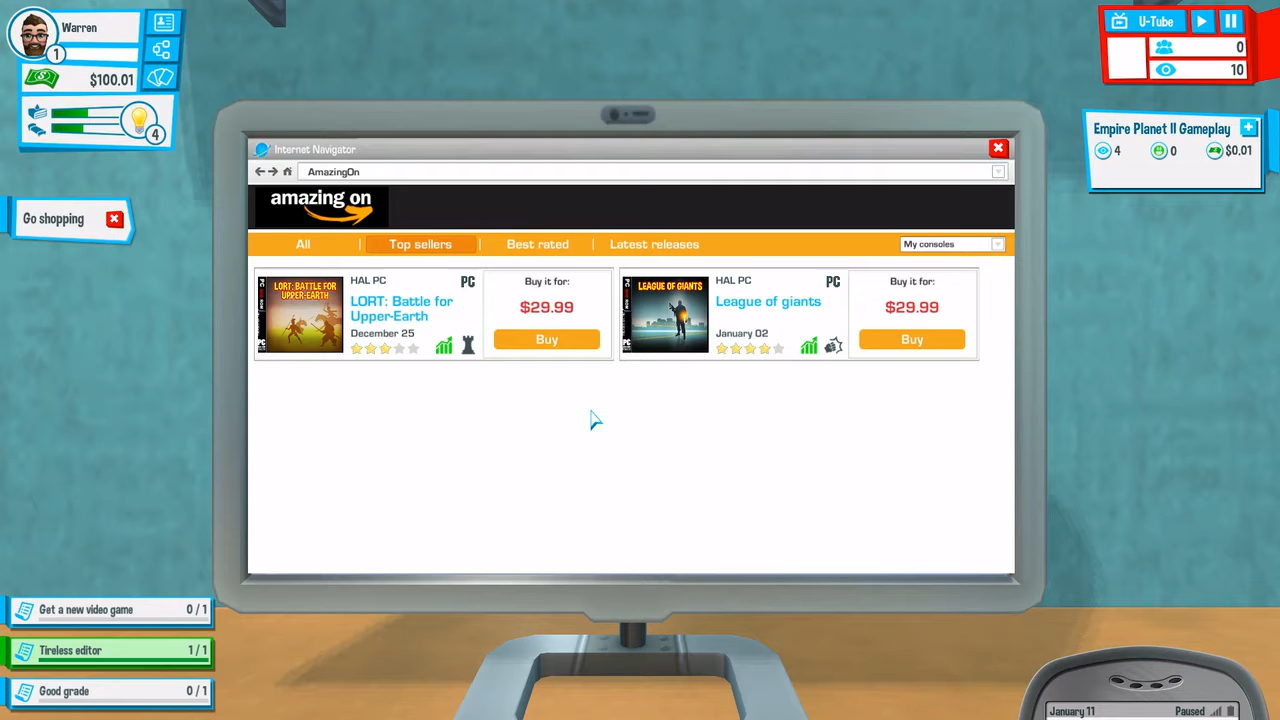 Warren
1
$100.01
4
U-Tube
0
10
Empire Planet II Gameplay
4
0
$0.01
Go shopping
Internet Navigator
AmazingOn
amazing on
All
Top sellers
Best rated
Latest releases
My consoles
LORT: BATTLE FOR
UPPER-EARTH
HAL PC
PC
LORT: Battle for
Upper-Earth
December 25
Buy it for:
$29.99
Buy
LEAGUE OF GIANTS
HAL PC
PC
League of giants
January 02
Buy it for:
$29.99
Buy
Get a new video game
0 / 1
Tireless editor
1 / 1
Good grade
0 / 1
January 11
Paused